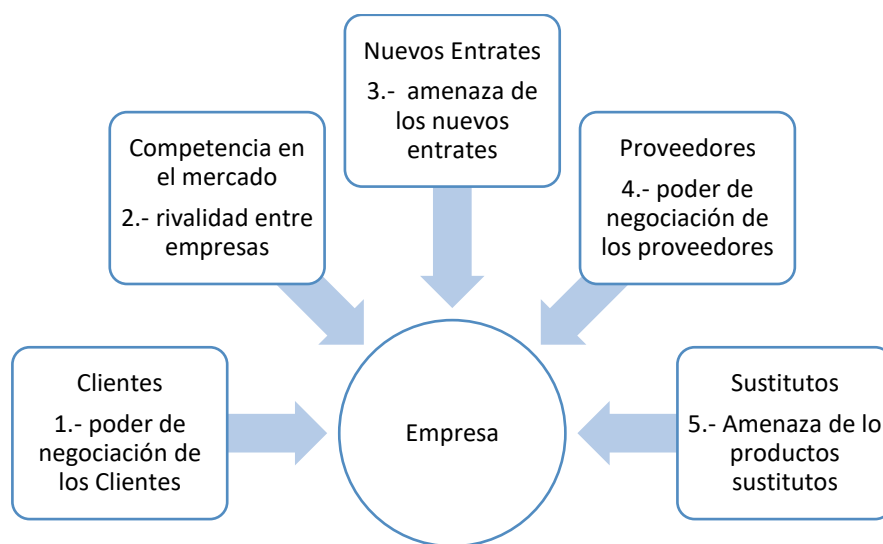 Nuevos Entrates
3.- amenaza de
los nuevos
entrates
Competencia en
el mercado
2.- rivalidad entre
empresas
Proveedores
4.- poder de
negociación de
los proveedores
Clientes
1.- poder de
negociación de
los Clientes
Empresa
Sustitutos
5.- Amenaza de lo
productos
sustitutos